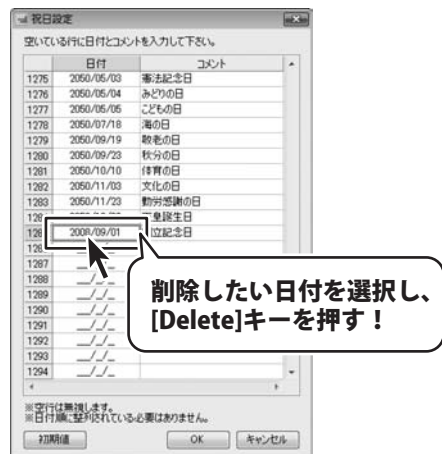 祝日設定
空いている行に日付とコメントを入力して下さい。
日付 コメント
1275 2050/05/03 憲法記念日
1276 2050/05/04 みどりの日
1277 2050/05/05 こどもの日
1278 2050/07/18 海の日
1279 2050/09/19 敬老の日
1280 2050/09/23 秋分の日
1281 2050/10/10 体育の日
1282 2050/11/03 文化の日
1283 2050/11/23 勤労感謝の日
天皇誕生日
2008/09/01 立記念日
1287 __/_/_
1288 __/_/_
1289 __/_/_
1290 __/_/_
1291 __/_/_
1292 __/_/_
1293 __/_/_
1294 __/_/_
削除したい日付を選択し、
[Delete]キーを押す！
※空行は無視します。
※日付順に整列されている必要はありません。
初期値 OK キャンセル